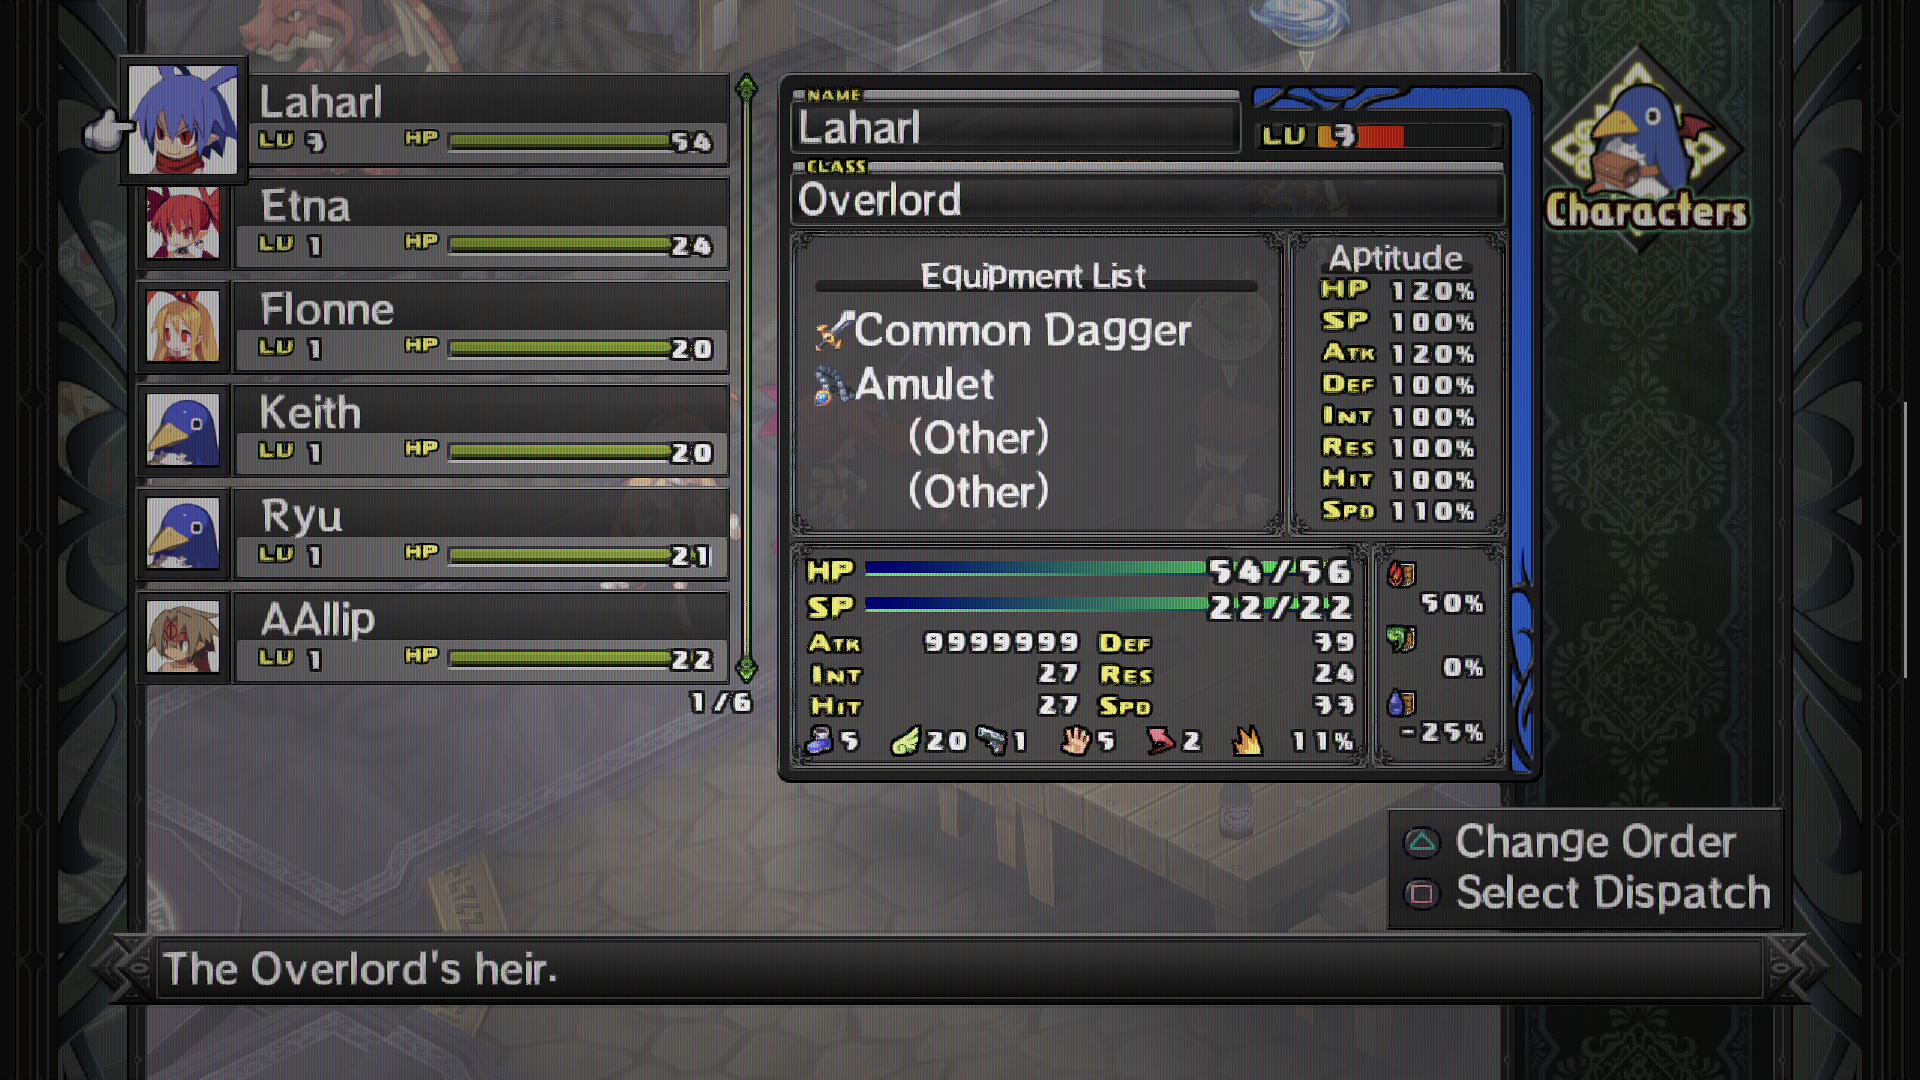 Laharl
LV 3 HP 54
Etna
LV 1 HP 24
Flonne
LV 1 HP 20
Keith
LV 1 HP 20
Ryu
LV 1 HP 21
AAllip
LV 1 HP 22
1/6
NAME
Laharl
LV 3
CLASS
Overlord
Equipment List
Common Dagger
Amulet
(Other)
(Other)
Aptitude
HP 120%
SP 100%
ATK 120%
DEF 100%
INT 100%
RES 100%
HIT 100%
SPD 110%
HP 54/56
SP 22/22
ATK 9999999 DEF 39
INT 27 RES 24
HIT 27 SPD 33
5 20 1 5 2 11%
50%
0%
-25%
Characters
Change Order
Select Dispatch
The Overlord's heir.